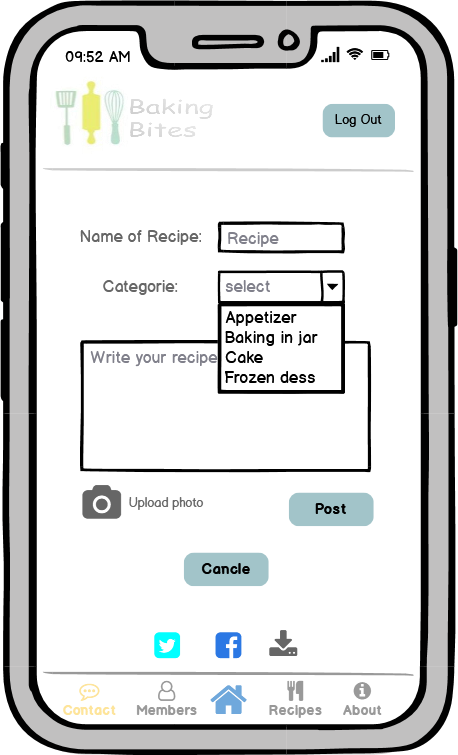 09:52 AM
Baking
Bites
Log Out
Name of Recipe:
Recipe
Categorie:
select
Appetizer
Baking in jar
Cake
Frozen dess
Write your recipe
Upload photo
Post
Cancle
Contact
Members
Recipes
About